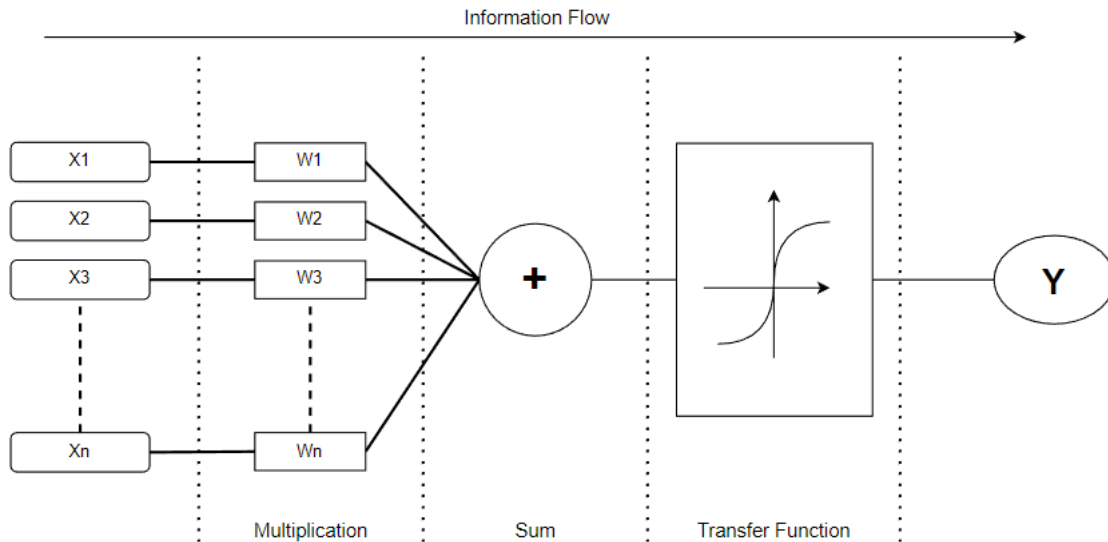 Information Flow
X1
W1
X2
W2
X3
W3
+
Y
Xn
Wn
Multiplication
Sum
Transfer Function